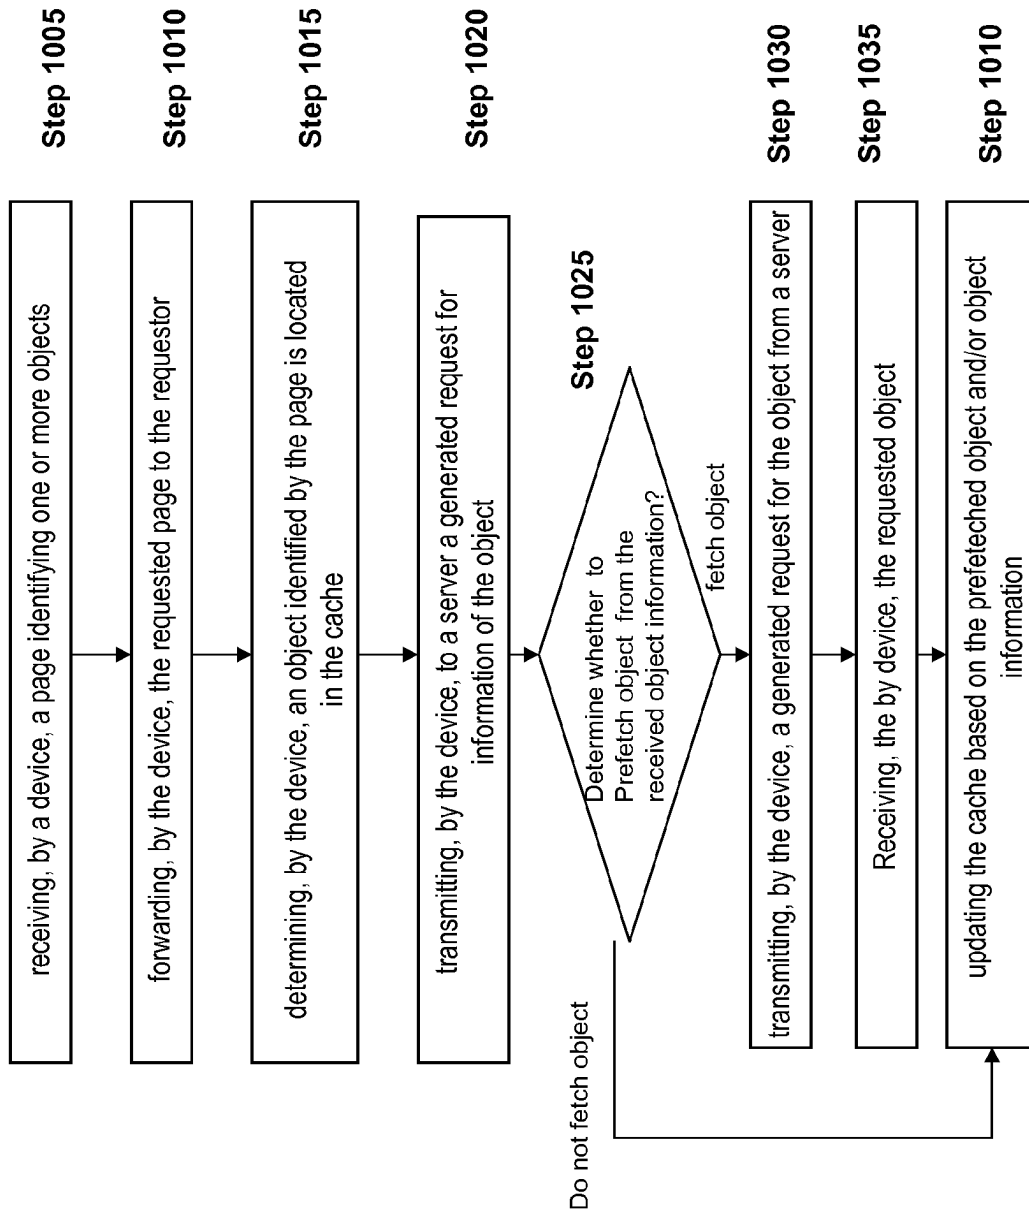 receiving, by a device, a page identifying one or more objects
Step 1005
forwarding, by the device, the requested page to the requestor
Step 1010
determining, by the device, an object identified by the page is located
in the cache
Step 1015
transmitting, by the device, to a server a generated request for
information of the object
Step 1020
Step 1025
Determine whether to
Prefetch object from the
received object information?
Do not fetch object
fetch object
transmitting, by the device, a generated request for the object from a server
Step 1030
Receiving, the by device, the requested object
Step 1035
updating the cache based on the prefeteched object and/or object
information
Step 1010